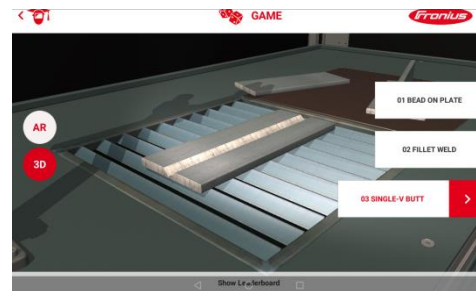 GAME
Fronius
01 BEAD ON PLATE
AR
02 FILLET WELD
3D
03 SINGLE-V BUTT
Show Leaderboard